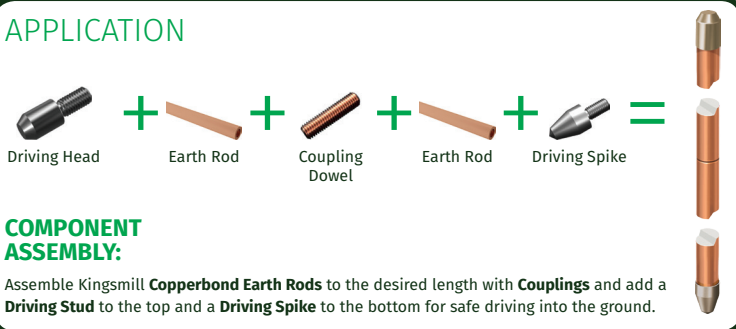 APPLICATION
+ + + + =
Driving Head Earth Rod Coupling Earth Rod Driving Spike
Dowel
COMPONENT
ASSEMBLY:
Assemble Kingsmill Copperbond Earth Rods to the desired length with Couplings and add a
Driving Stud to the top and a Driving Spike to the bottom for safe driving into the ground.